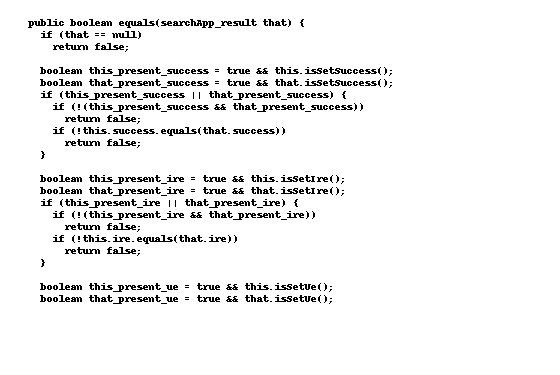 public boolean equals(searchApp_result that) {
  if (that == null)
    return false;

  boolean this_present_success = true && this.isSetSuccess();
  boolean that_present_success = true && that.isSetSuccess();
  if (this_present_success || that_present_success) {
    if (!(this_present_success && that_present_success))
      return false;
    if (!this.success.equals(that.success))
      return false;
  }

  boolean this_present_ire = true && this.isSetIre();
  boolean that_present_ire = true && that.isSetIre();
  if (this_present_ire || that_present_ire) {
    if (!(this_present_ire && that_present_ire))
      return false;
    if (!this.ire.equals(that.ire))
      return false;
  }

  boolean this_present_ue = true && this.isSetUe();
  boolean that_present_ue = true && that.isSetUe();